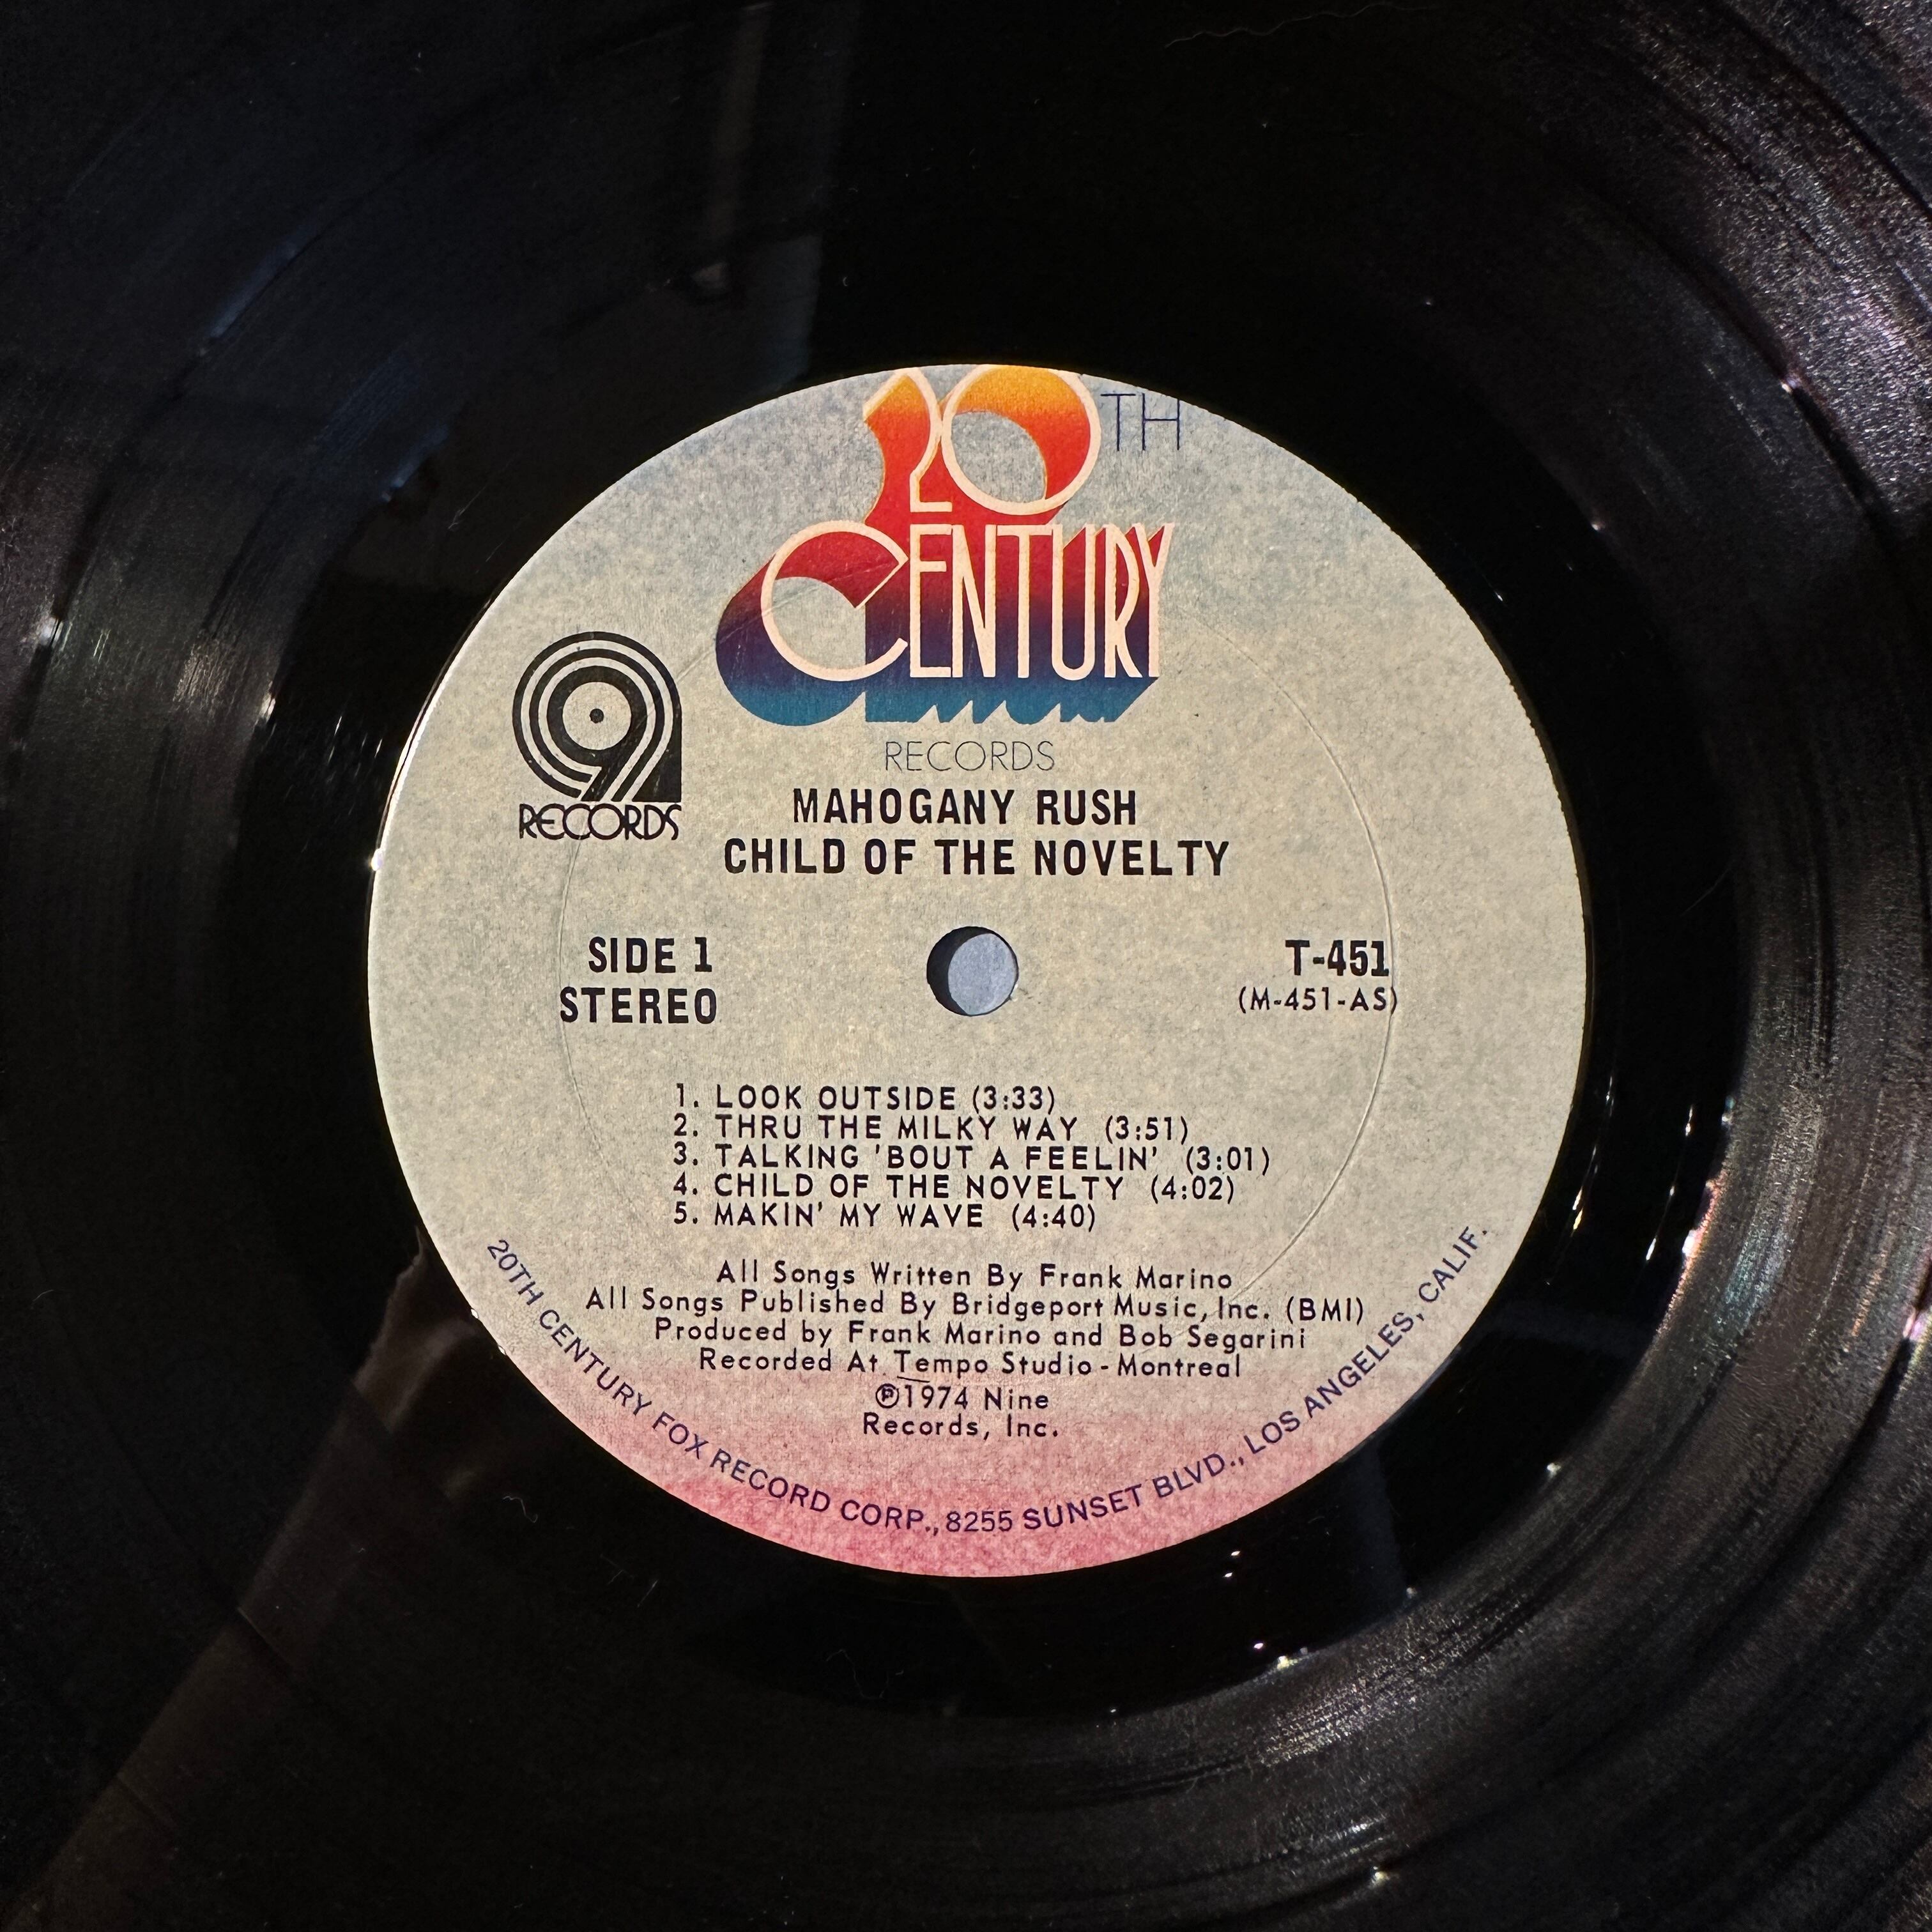 20TH
CENTURY
RECORDS
9
RECORDS
MAHOGANY RUSH
CHILD OF THE NOVELTY
SIDE 1
STEREO
T-451
(M-451-AS)
1. LOOK OUTSIDE (3:33)
2. THRU THE MILKY WAY (3:51)
3. TALKING 'BOUT A FEELIN' (3:01)
4. CHILD OF THE NOVELTY (4:02)
5. MAKIN' MY WAVE (4:40)
All Songs Written By Frank Marino
All Songs Published By Bridgeport Music, Inc. (BMI)
Produced by Frank Marino and Bob Segarini
Recorded At Tempo Studio - Montreal
℗1974 Nine
Records, Inc.
20TH CENTURY FOX RECORD CORP., 8255 SUNSET BLVD., LOS ANGELES, CALIF.